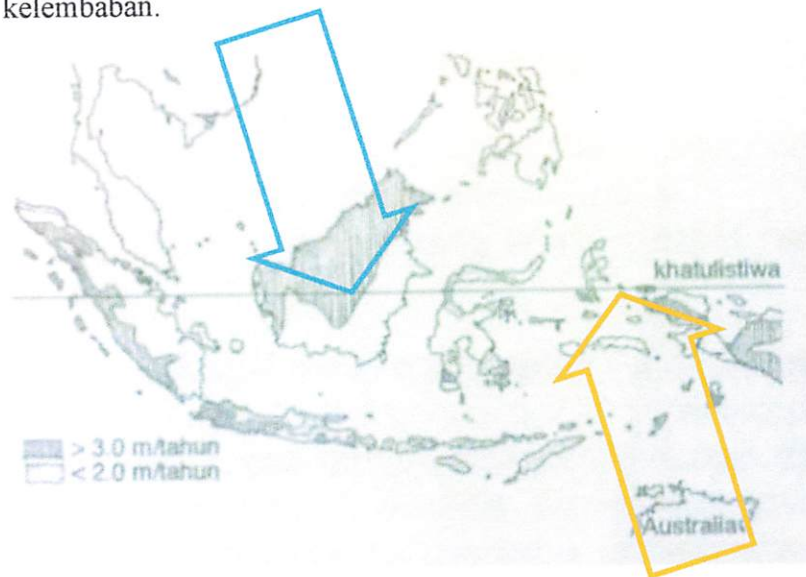 kelembaban.
khatulistiwa
> 3.0 m/tahun
< 2.0 m/tahun
Australia